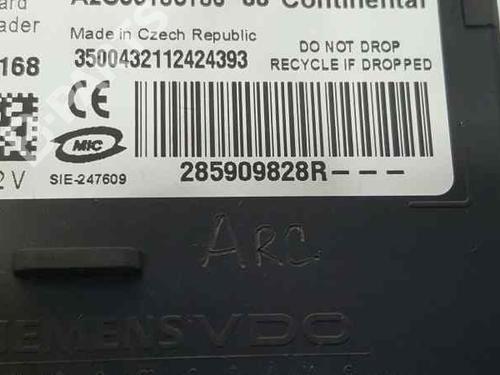 Continental
Made in Czech Republic
3500432112424393
DO NOT DROP
RECYCLE IF DROPPED
168
CE
MIC
2V
SIE-247609
285909828R---
ARC
SIEMENS VDO